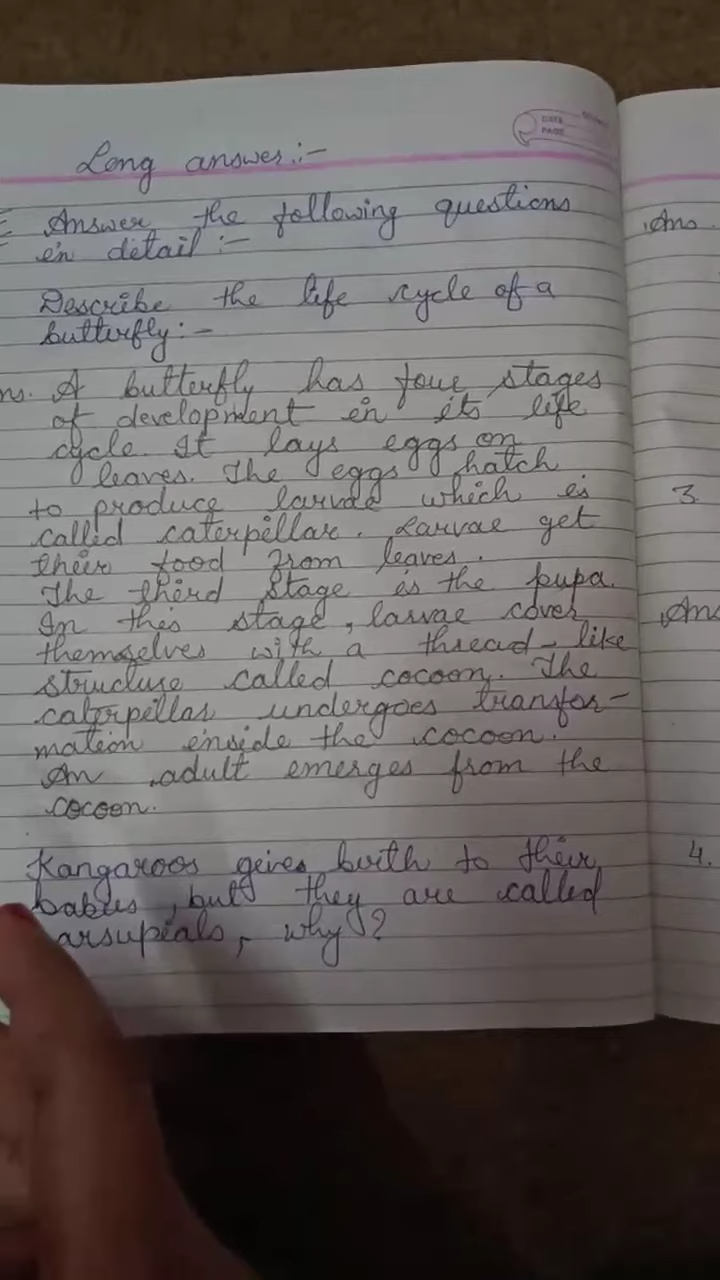 DATE
PAGE
Long answer:-
Answer the following questions
in detail :-
Describe the life cycle of a
butterfly:-
ns. A butterfly has four stages
of development in its life
cycle. It lays eggs on
leaves. The eggs hatch
to produce larvae which is
called caterpillar. Larvae get
their food from leaves.
The third stage is the pupa.
In this stage, larvae cover
themselves with a thread-like
structure called cocoon. The
caterpillar undergoes transfor-
mation inside the cocoon.
An adult emerges from the
cocoon.
Kangaroos gives birth to their
babies, but they are called
arsupials, why?
Ans
3.
Ans
4.